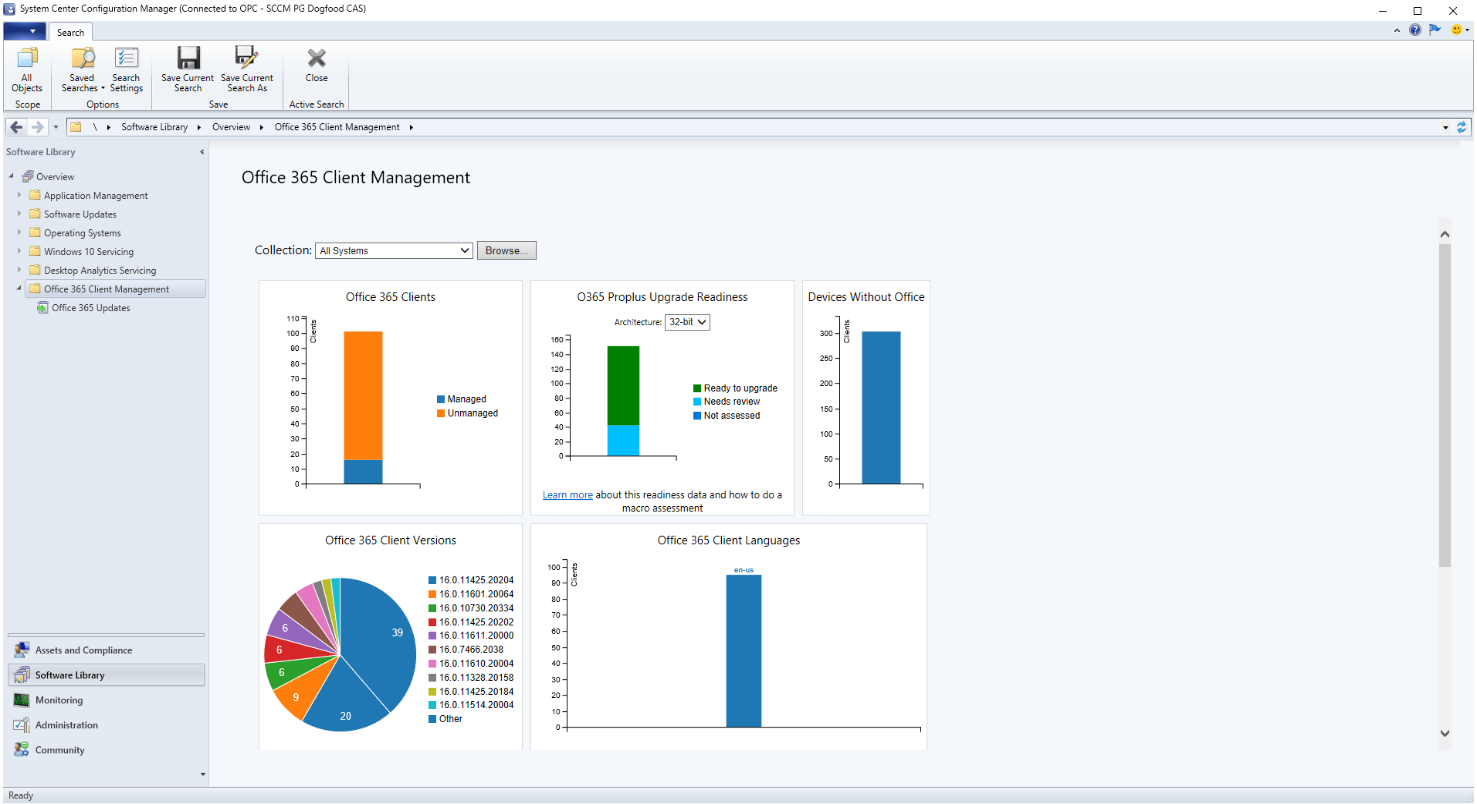 System Center Configuration Manager (Connected to OPC - SCCM PG Dogfood CAS)
Search
All Objects
Saved Searches
Search Settings
Save Current Search
Save Current Search As
Close
Scope
Options
Save
Active Search
\ Software Library Overview Office 365 Client Management
Software Library
Overview
Application Management
Software Updates
Operating Systems
Windows 10 Servicing
Desktop Analytics Servicing
Office 365 Client Management
Office 365 Updates
Assets and Compliance
Software Library
Monitoring
Administration
Community
Office 365 Client Management
Collection: All Systems Browse...
Office 365 Clients
Clients
110
100
90
80
70
60
50
40
30
20
10
0
Managed
Unmanaged
O365 Proplus Upgrade Readiness
Architecture: 32-bit
160
140
120
100
80
60
40
20
0
Ready to upgrade
Needs review
Not assessed
Learn more about this readiness data and how to do a
macro assessment
Devices Without Office
Clients
300
250
200
150
100
50
0
Office 365 Client Versions
39
20
9
6
6
6
16.0.11425.20204
16.0.11601.20064
16.0.10730.20334
16.0.11425.20202
16.0.11611.20000
16.0.7466.2038
16.0.11610.20004
16.0.11328.20158
16.0.11425.20184
16.0.11514.20004
Other
Office 365 Client Languages
Clients
100
90
80
70
60
50
40
30
20
10
0
en-us
Ready